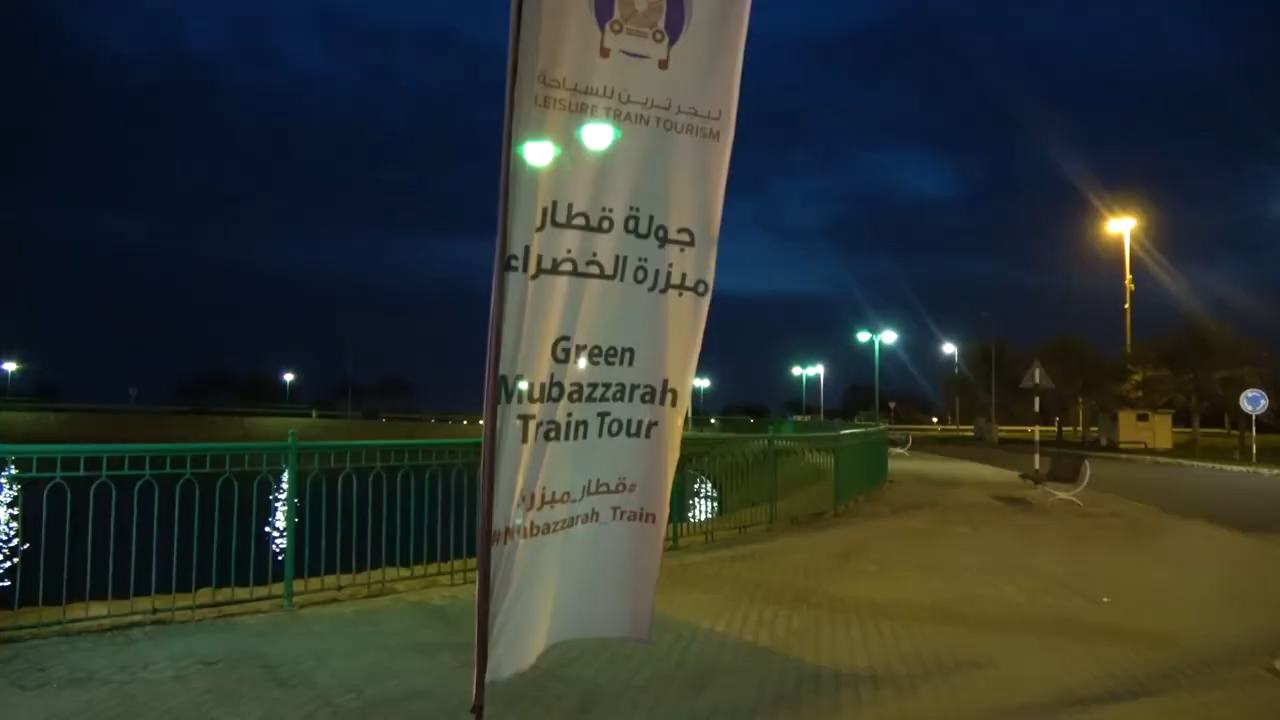 ليجر ترين للسياحة
LEISURE TRAIN TOURISM
جولة قطار
مبزرة الخضراء
Green
Mubazzarah
Train Tour
#قطار_مبزرة
#Mubazzarah_Train